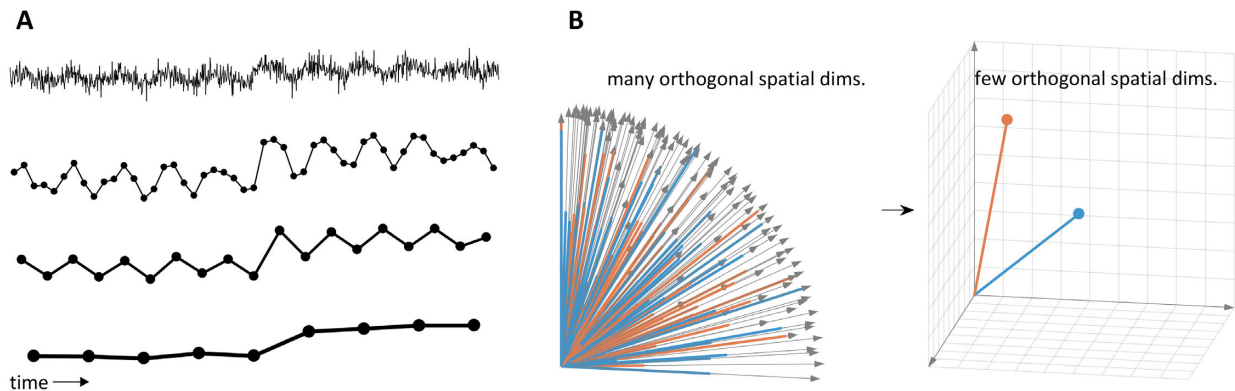 A
B
many orthogonal spatial dims.
few orthogonal spatial dims.
time